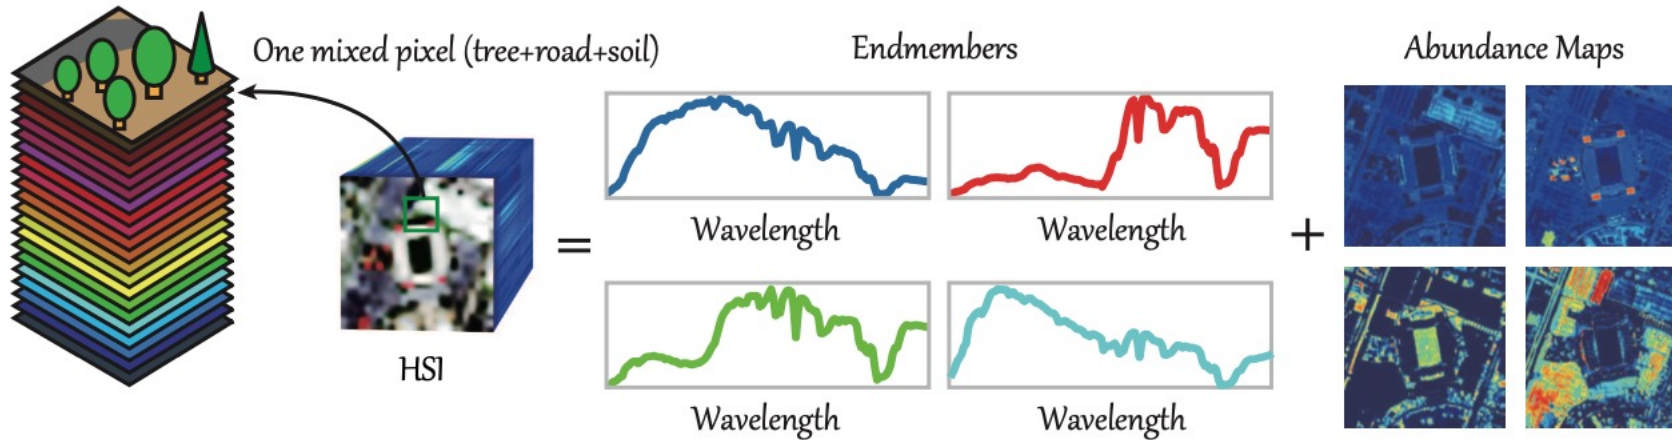 One mixed pixel (tree+road+soil)
Endmembers
Abundance Maps
Wavelength
Wavelength
=
+
HSI
Wavelength
Wavelength